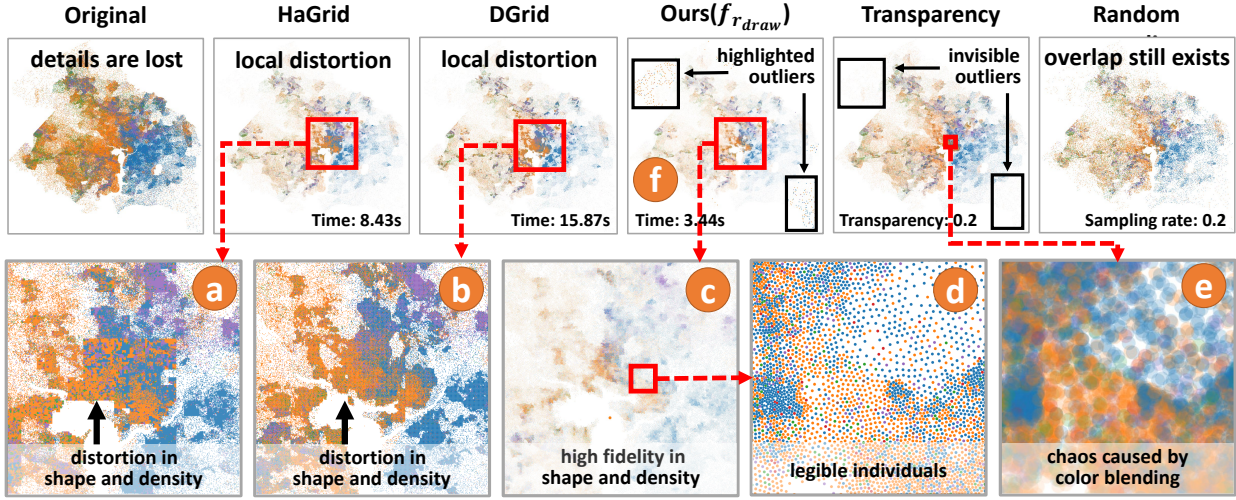 Original
HaGrid
DGrid
Ours(f_{r_{draw}})
Transparency
Random
details are lost
local distortion
Time: 8.43s
local distortion
Time: 15.87s
highlighted
outliers
f
Time: 3.44s
invisible
outliers
Transparency: 0.2
overlap still exists
Sampling rate: 0.2
a
distortion in
shape and density
b
distortion in
shape and density
c
high fidelity in
shape and density
d
legible individuals
e
chaos caused by
color blending